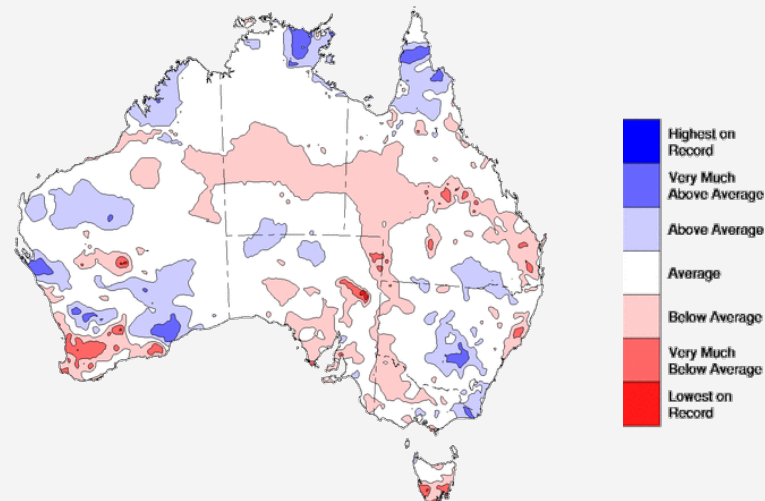 Highest on
Record
Very Much
Above Average
Above Average
Average
Below Average
Very Much
Below Average
Lowest on
Record